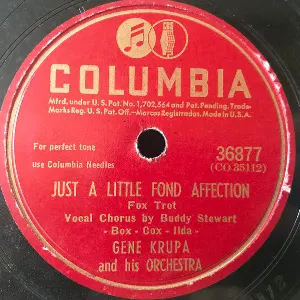 COLUMBIA
Mfrd. under U.S. Pat. No. 1,702,564 and Pat. Pending. Trade-
Marks Reg. U.S. Pat. Off.-Marcas Registradas. Made in U.S.A.
For perfect tone
use Columbia Needles
36877
(CO 35112)
JUST A LITTLE FOND AFFECTION
Fox Trot
Vocal Chorus by Buddy Stewart
- Box - Cox - Ilda -
GENE KRUPA
and his ORCHESTRA